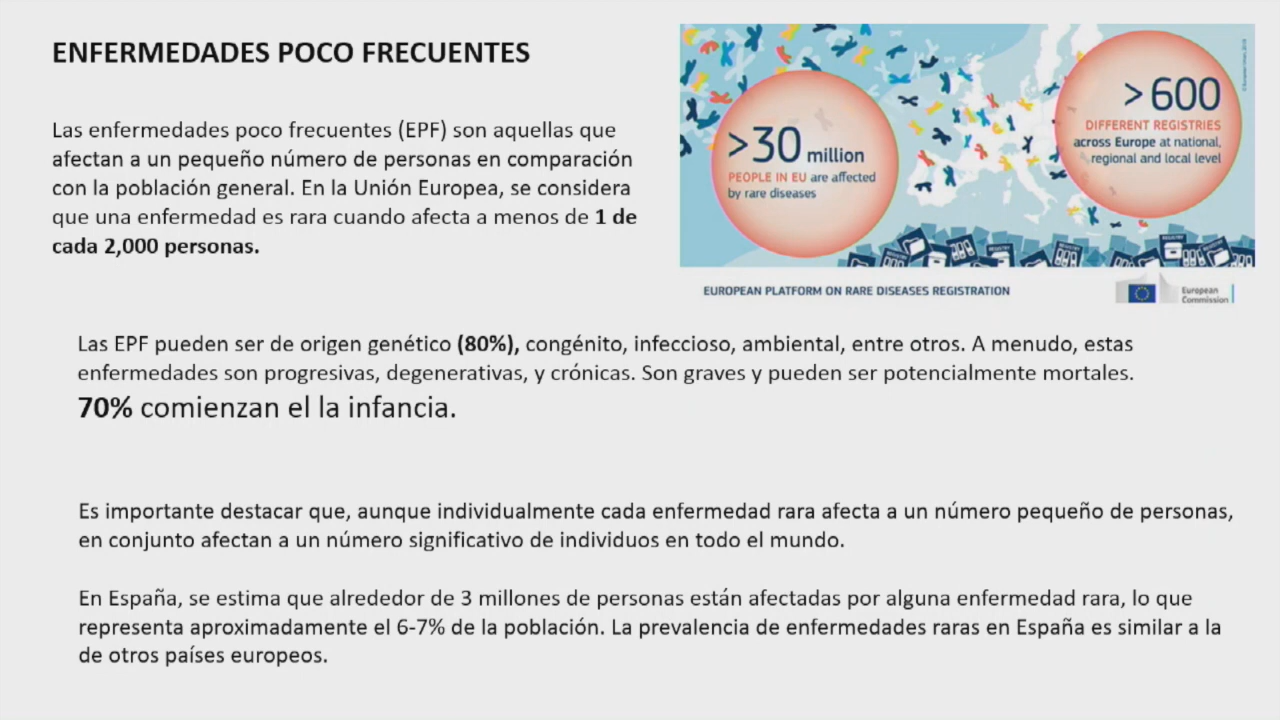 ENFERMEDADES POCO FRECUENTES
Las enfermedades poco frecuentes (EPF) son aquellas que
afectan a un pequeño número de personas en comparación
con la población general. En la Unión Europea, se considera
que una enfermedad es rara cuando afecta a menos de 1 de
cada 2,000 personas.
>30 million
PEOPLE IN EU are affected
by rare diseases
>600
DIFFERENT REGISTRIES
across Europe at national,
regional and local level
EUROPEAN PLATFORM ON RARE DISEASES REGISTRATION
European
Commission
Las EPF pueden ser de origen genético (80%), congénito, infeccioso, ambiental, entre otros. A menudo, estas
enfermedades son progresivas, degenerativas, y crónicas. Son graves y pueden ser potencialmente mortales.
70% comienzan el la infancia.
Es importante destacar que, aunque individualmente cada enfermedad rara afecta a un número pequeño de personas,
en conjunto afectan a un número significativo de individuos en todo el mundo.
En España, se estima que alrededor de 3 millones de personas están afectadas por alguna enfermedad rara, lo que
representa aproximadamente el 6-7% de la población. La prevalencia de enfermedades raras en España es similar a la
de otros países europeos.